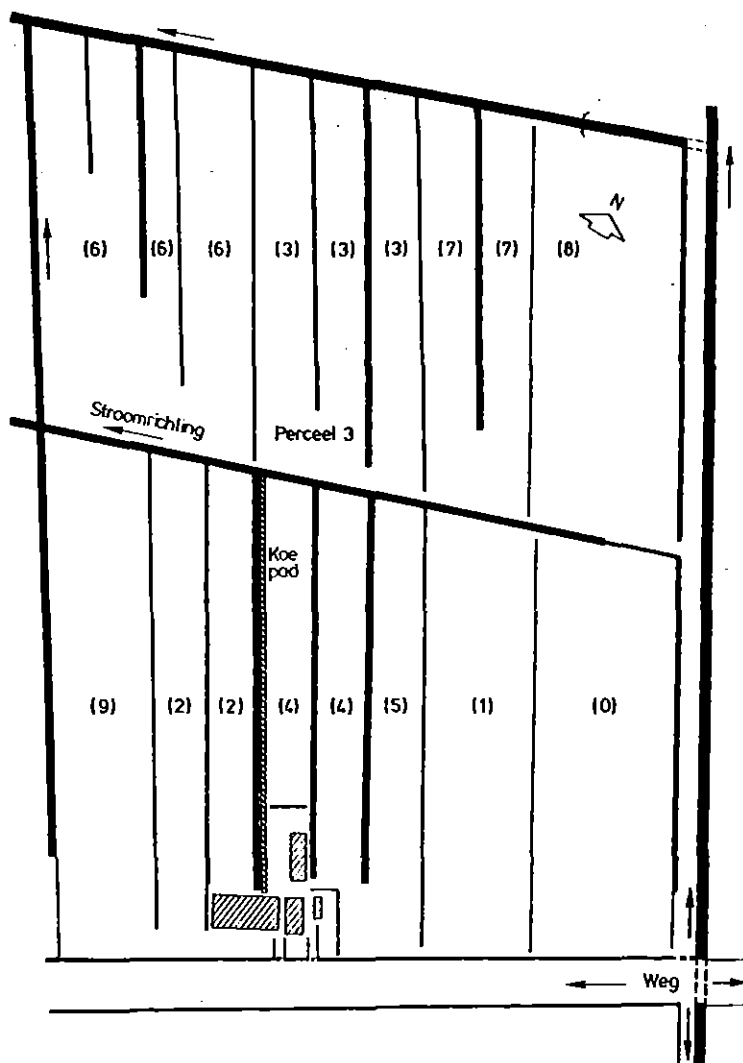 N
(6) (6) (6) (3) (3) (3) (7) (7) (8)
Stroomrichling
Perceel 3
Koe
pad
(9) (2) (2) (4) (4) (5) (1) (0)
Weg